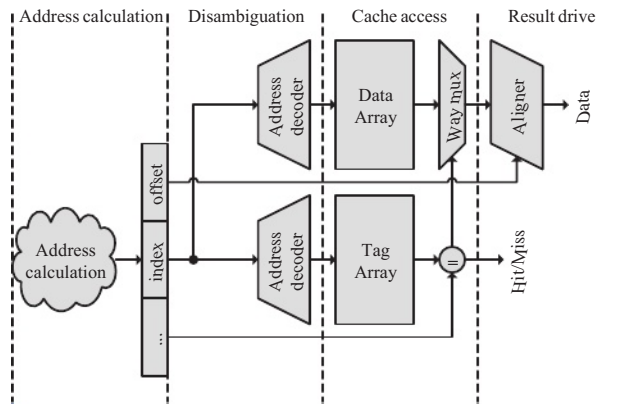 Address calculation
Disambiguation
Cache access
Result drive
Address
decoder
Data
Array
Way mux
Aligner
Data
offset
index
...
Address
calculation
Address
decoder
Tag
Array
=
Hit/Miss